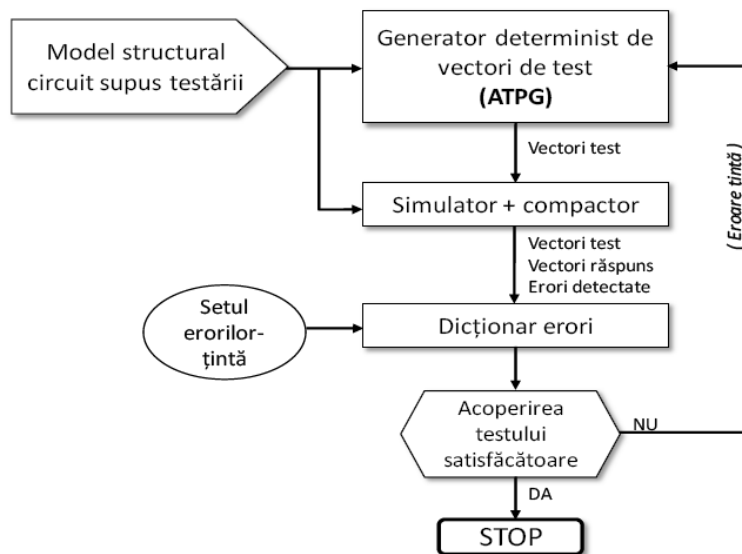 Model structural
circuit supus testării
Generator determinist de
vectori de test
(ATPG)
Vectori test
( Eroare țintă )
Simulator + compactor
Vectori test
Vectori răspuns
Erori detectate
Setul
erorilor-
țintă
Dicționar erori
Acoperirea
testului
satisfăcătoare
NU
DA
STOP